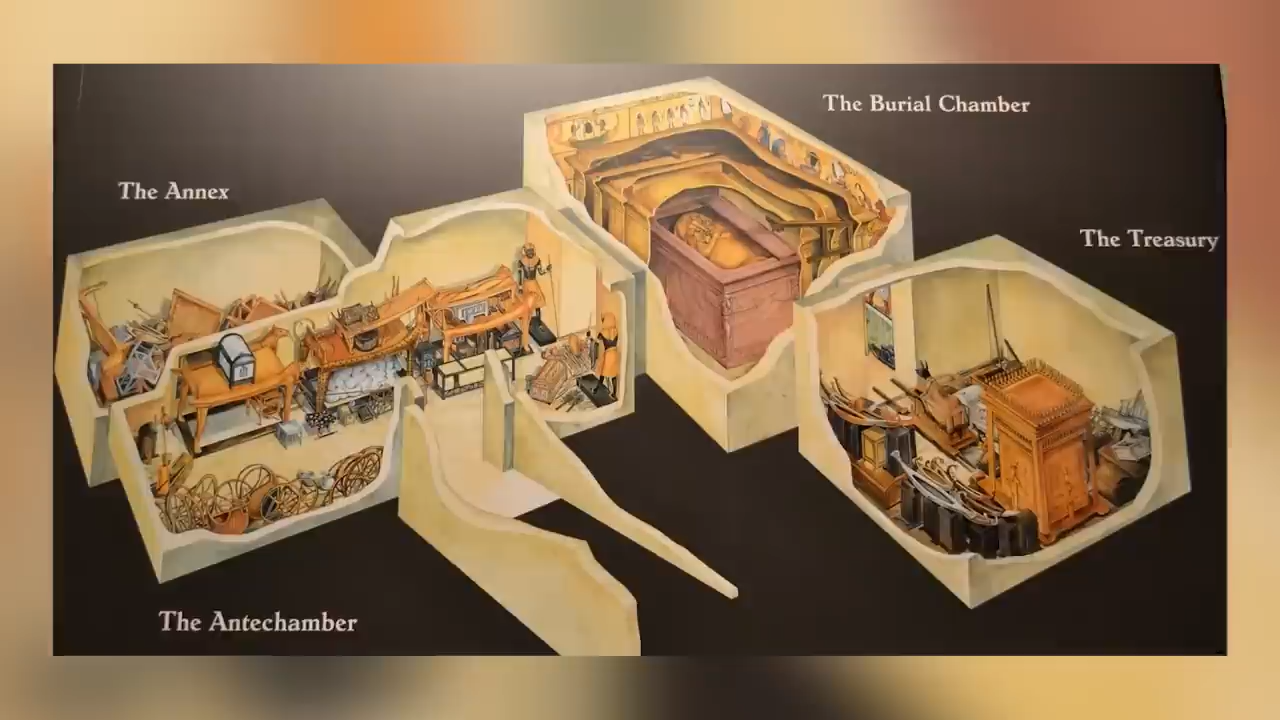 The Burial Chamber
The Annex
The Treasury
The Antechamber